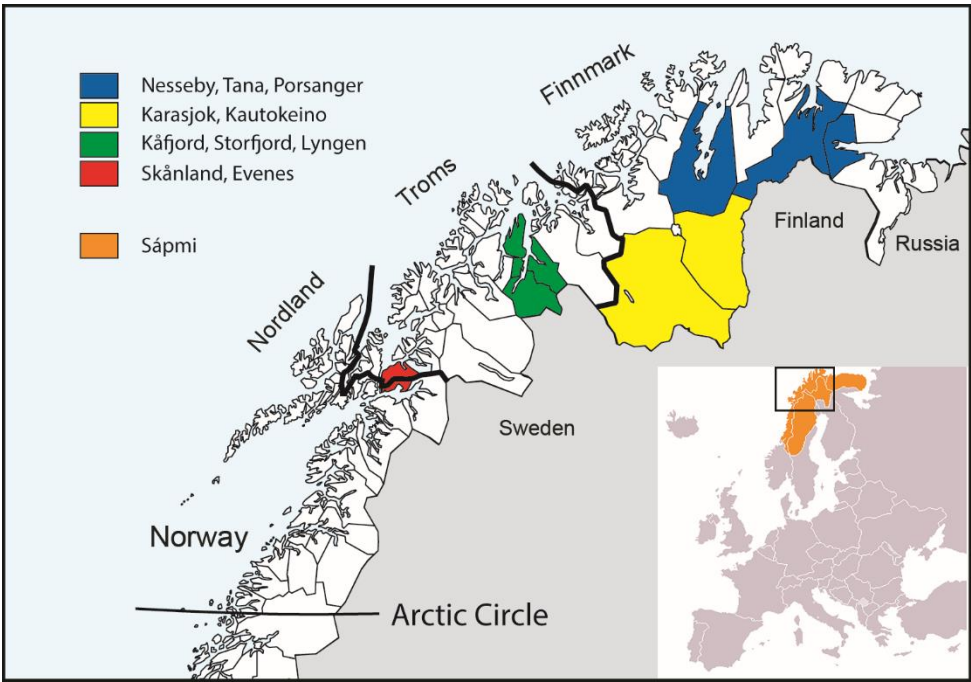 Nesseby, Tana, Porsanger
Karasjok, Kautokeino
Kåfjord, Storfjord, Lyngen
Skånland, Evenes
Sápmi
Finnmark
Troms
Nordland
Finland
Russia
Sweden
Norway
Arctic Circle